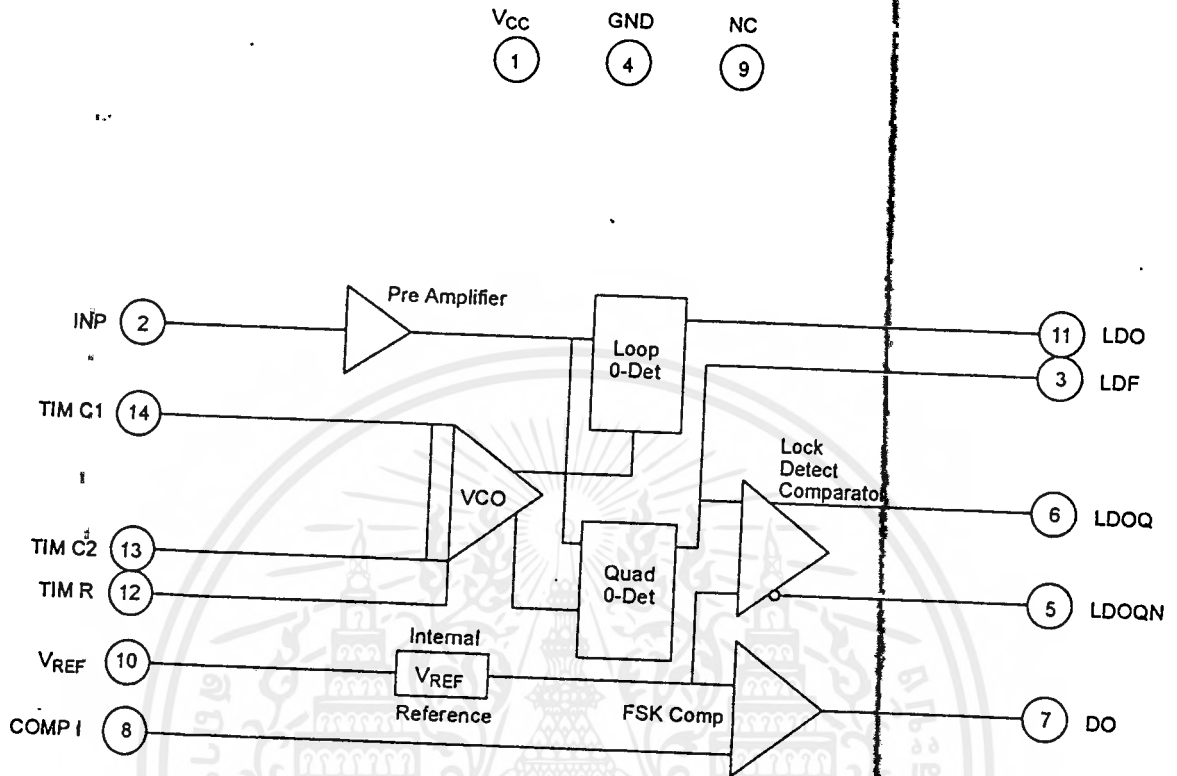 VCC GND NC
1 4 9
Pre Amplifier
INP 2
Loop
0-Det
11 LDO
3 LDF
TIM C1 14
Lock
Detect
Comparator
VCO
6 LDOQ
TIM C2 13
TIM R 12
Quad
0-Det
5 LDOQN
Internal
VREF 10
VREF
Reference
FSK Comp
7 DO
COMP I 8